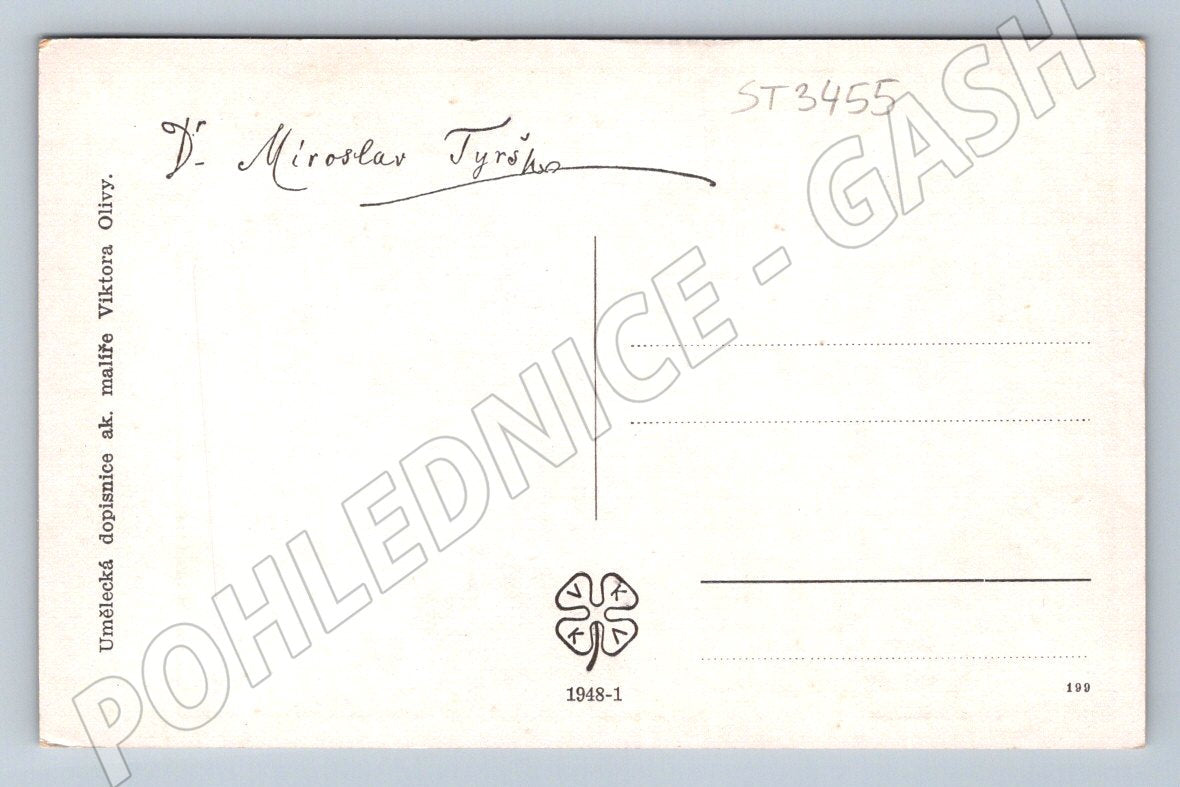 ST3455
Dr. Miroslav Tyrš
Umělecká dopisnice ak. malíře Viktora Olivy.
POHLEDNICE - GASH
V K
K V
1948-1
199